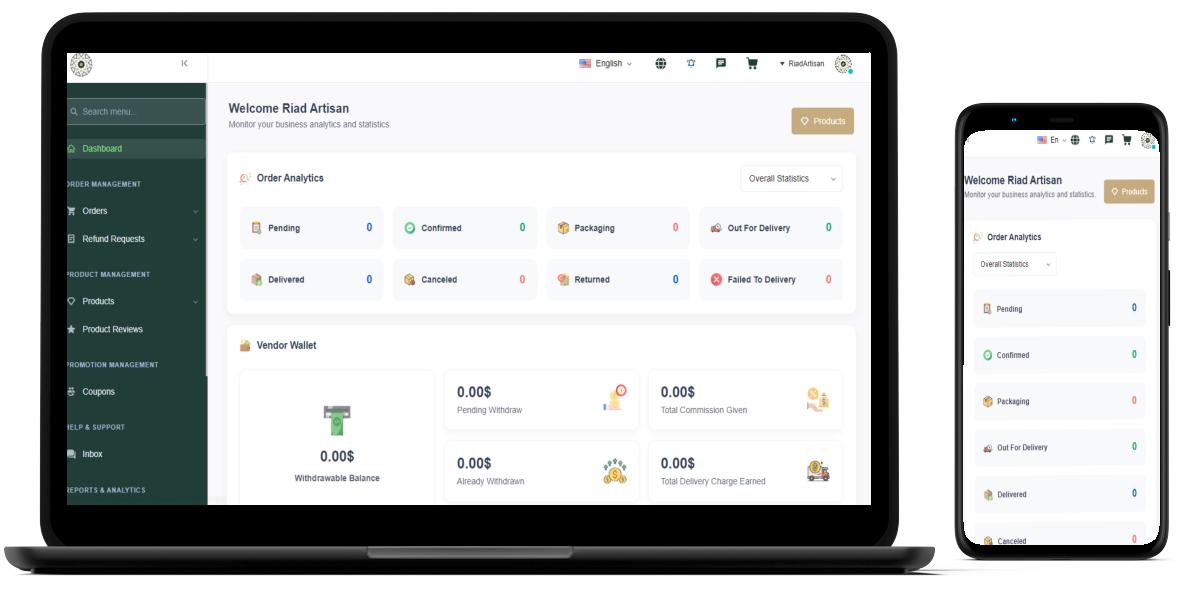 English
RiadArtisan
Search menu...
Dashboard
ORDER MANAGEMENT
Orders
Refund Requests
PRODUCT MANAGEMENT
Products
Product Reviews
PROMOTION MANAGEMENT
Coupons
HELP & SUPPORT
Inbox
REPORTS & ANALYTICS
Welcome Riad Artisan
Monitor your business analytics and statistics.
Products
Order Analytics
Overall Statistics
Pending 0
Confirmed 0
Packaging 0
Out For Delivery 0
Delivered 0
Canceled 0
Returned 0
Failed To Delivery 0
Vendor Wallet
0.00$
Withdrawable Balance
0.00$
Pending Withdraw
0.00$
Total Commission Given
0.00$
Already Withdrawn
0.00$
Total Delivery Charge Earned
En
Welcome Riad Artisan
Monitor your business analytics and statistics.
Products
Order Analytics
Overall Statistics
Pending 0
Confirmed 0
Packaging 0
Out For Delivery 0
Delivered 0
Canceled 0